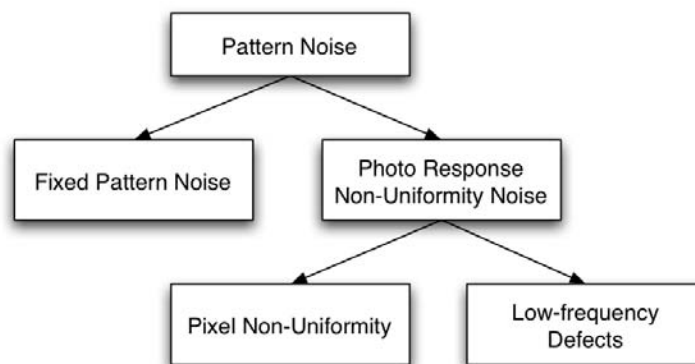 Pattern Noise
Fixed Pattern Noise
Photo Response
Non-Uniformity Noise
Pixel Non-Uniformity
Low-frequency
Defects